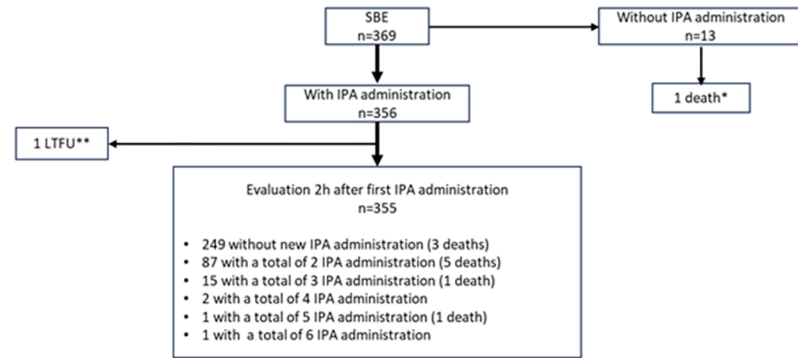 SBE
n=369
Without IPA administration
n=13
With IPA administration
n=356
1 death*
1 LTFU**
Evaluation 2h after first IPA administration
n=355
• 249 without new IPA administration (3 deaths)
• 87 with a total of 2 IPA administration (5 deaths)
• 15 with a total of 3 IPA administration (1 death)
• 2 with a total of 4 IPA administration
• 1 with a total of 5 IPA administration (1 death)
• 1 with a total of 6 IPA administration